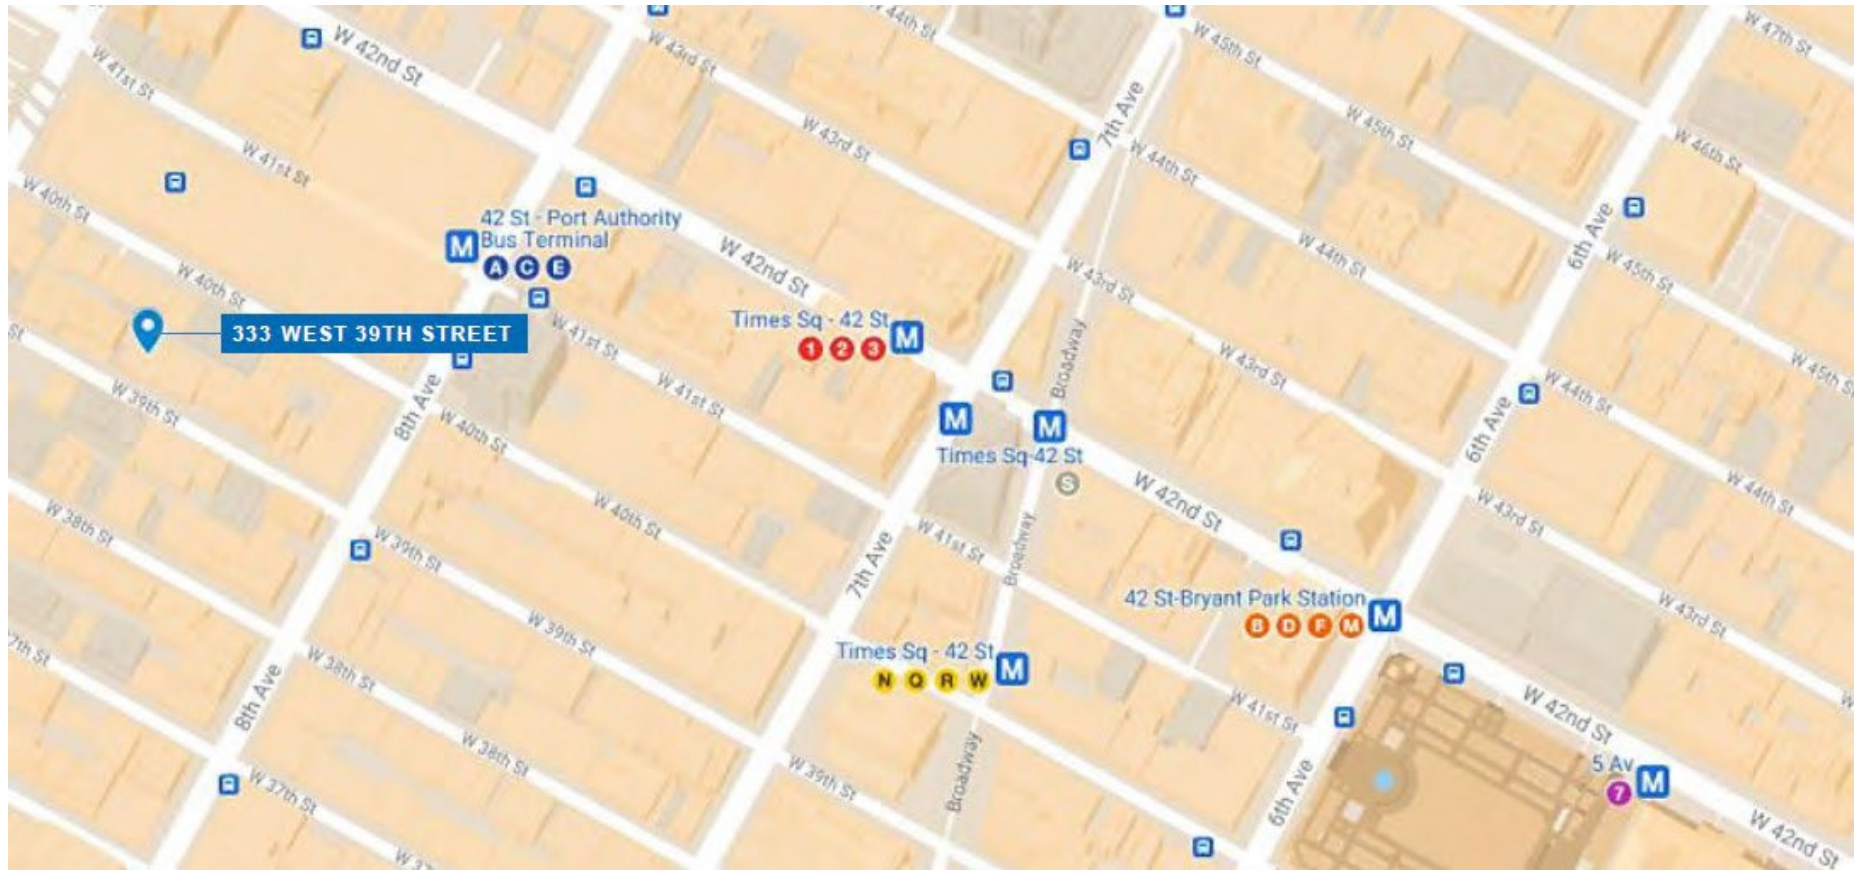 W 42nd St
W 43rd St
44th St
W 45th St
W 47th St
W 41st St
W 41st St
W 43rd St
7th Ave
W 44th St
W 45th St
W 46th St
W 40th St
42 St - Port Authority
Bus Terminal
A C E
W 42nd St
W 44th St
6th Ave
W 45th St
W 40th St
333 WEST 39TH STREET
W 43rd St
Times Sq - 42 St
1 2 3
W 41st St
Broadway
W 43rd St
W 44th St
W 45th St
St
W 39th St
8th Ave
W 41st St
W 40th St
6th Ave
Times Sq-42 St
S
W 42nd St
W 44th St
W 43rd St
W 38th St
W 39th St
W 40th St
7th Ave
W 41st St
Broadway
42 St-Bryant Park Station
B D F M
W 43rd St
W 39th St
7th St
W 38th St
8th Ave
Times Sq - 42 St
N Q R W
W 41st St
W 42nd St
W 38th St
W 37th St
Broadway
W 39th St
6th Ave
5 Av
7
W 42nd St
W 37